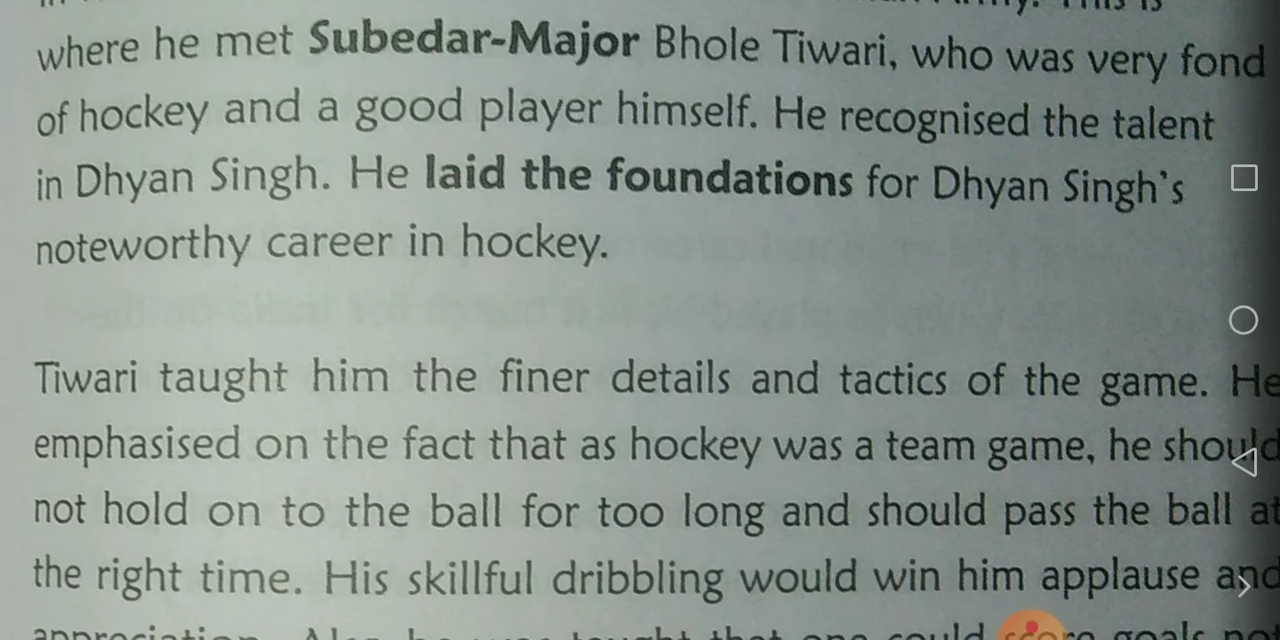 where he met Subedar-Major Bhole Tiwari, who was very fond
of hockey and a good player himself. He recognised the talent
in Dhyan Singh. He laid the foundations for Dhyan Singh's
noteworthy career in hockey.
Tiwari taught him the finer details and tactics of the game. He
emphasised on the fact that as hockey was a team game, he should
not hold on to the ball for too long and should pass the ball at
the right time. His skillful dribbling would win him applause and